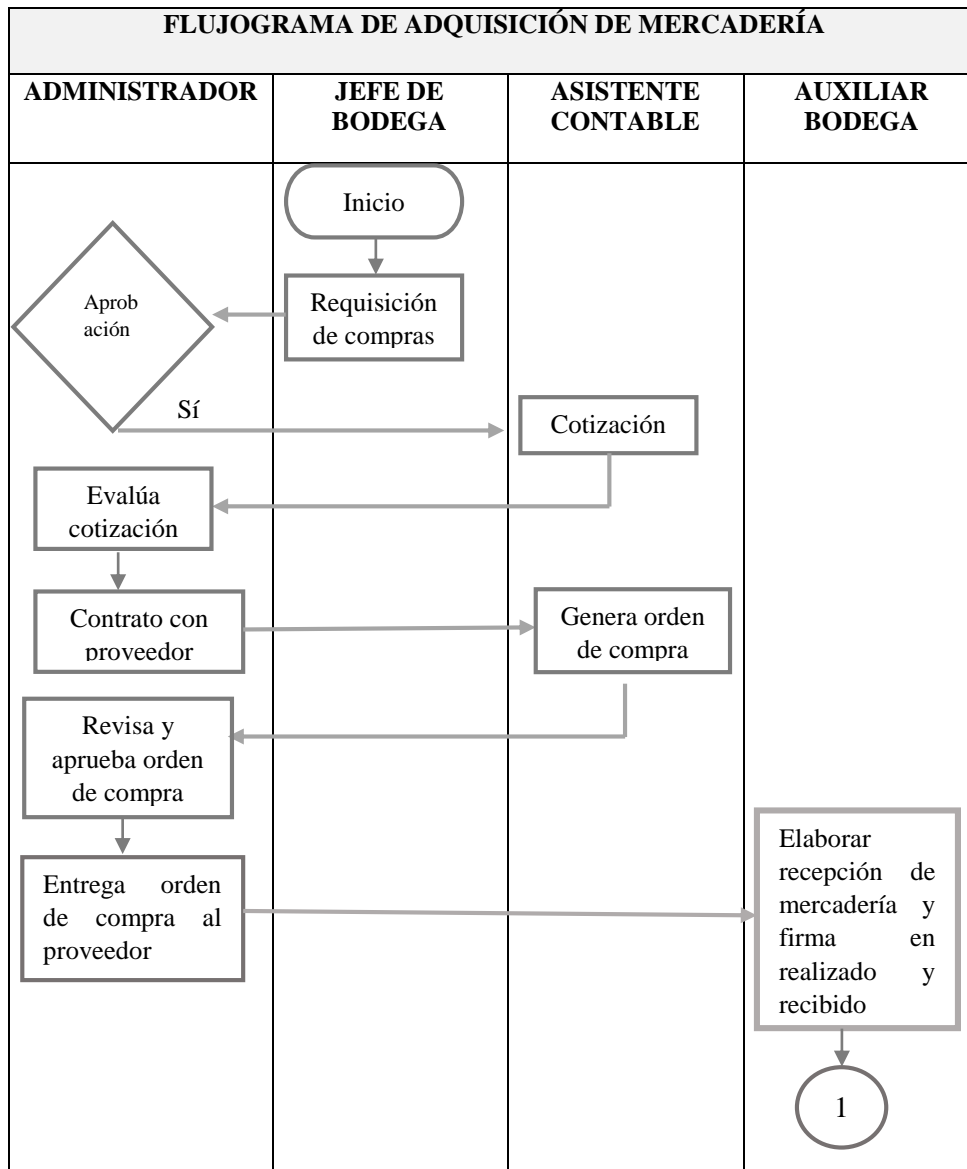 FLUJOGRAMA DE ADQUISICIÓN DE MERCADERÍA
ADMINISTRADOR
JEFE DE
BODEGA
ASISTENTE
CONTABLE
AUXILIAR
BODEGA
Inicio
Requisición
de compras
Aprob
ación
Sí
Cotización
Evalúa
cotización
Contrato con
proveedor
Genera orden
de compra
Revisa y
aprueba orden
de compra
Entrega orden
de compra al
proveedor
Elaborar
recepción de
mercadería y
firma en
realizado y
recibido
1